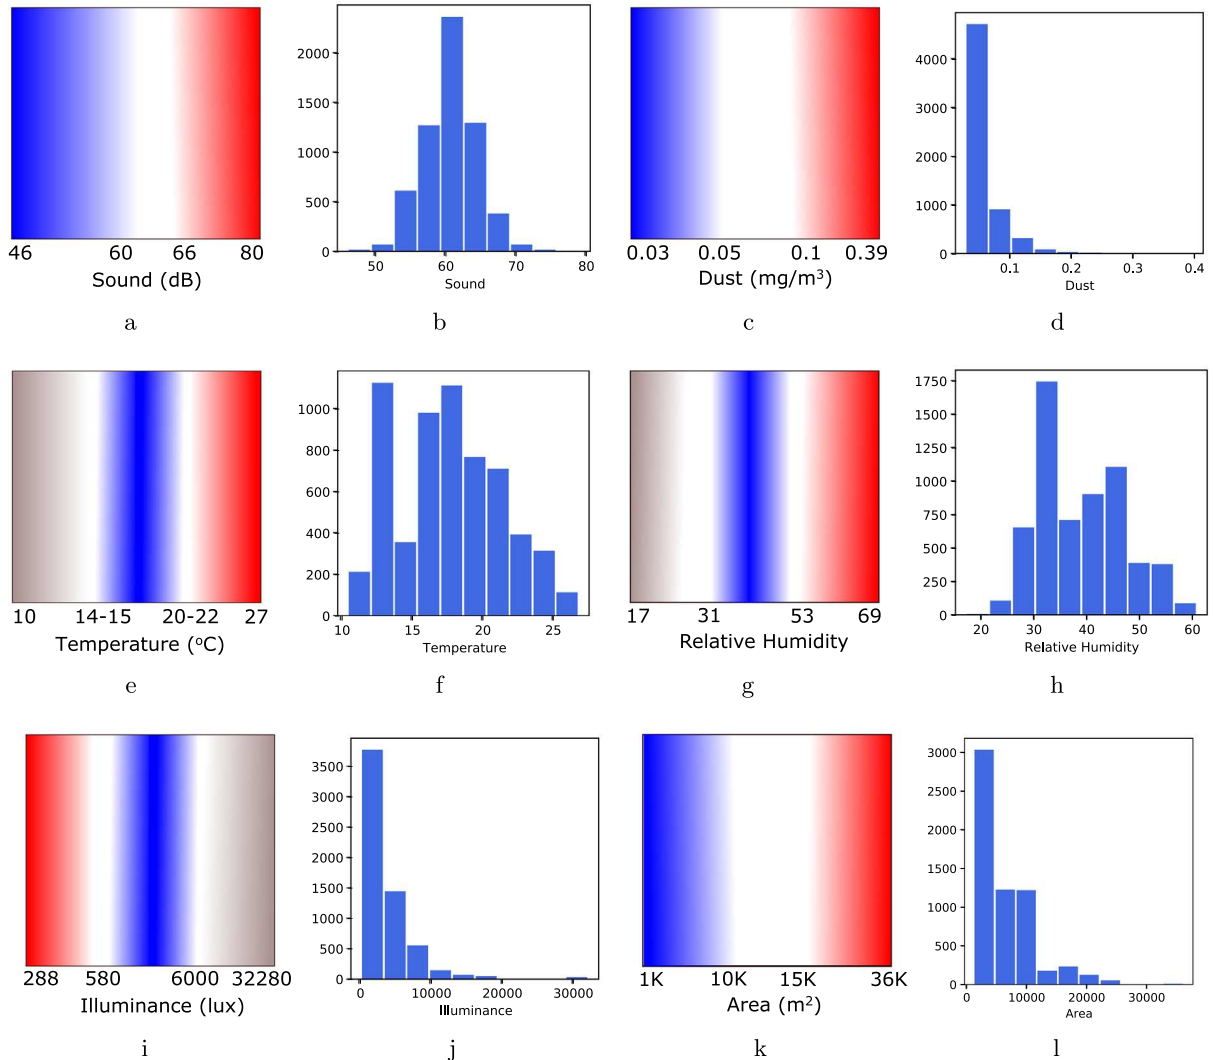 2000
1500
1000
500
0
50 60 70 80
Sound
46 60 66 80
Sound (dB)
a
b
4000
3000
2000
1000
0
0.1 0.2 0.3 0.4
Dust
0.03 0.05 0.1 0.39
Dust (mg/m³)
c
d
1000
800
600
400
200
0
10 15 20 25
Temperature
10 14-15 20-22 27
Temperature (ºC)
e
f
1750
1500
1250
1000
750
500
250
0
20 30 40 50 60
Relative Humidity
17 31 53 69
Relative Humidity
g
h
3500
3000
2500
2000
1500
1000
500
0
0 10000 20000 30000
Illuminance
288 580 6000 32280
Illuminance (lux)
i
j
3000
2500
2000
1500
1000
500
0
0 10000 20000 30000
Area
1K 10K 15K 36K
Area (m²)
k
l